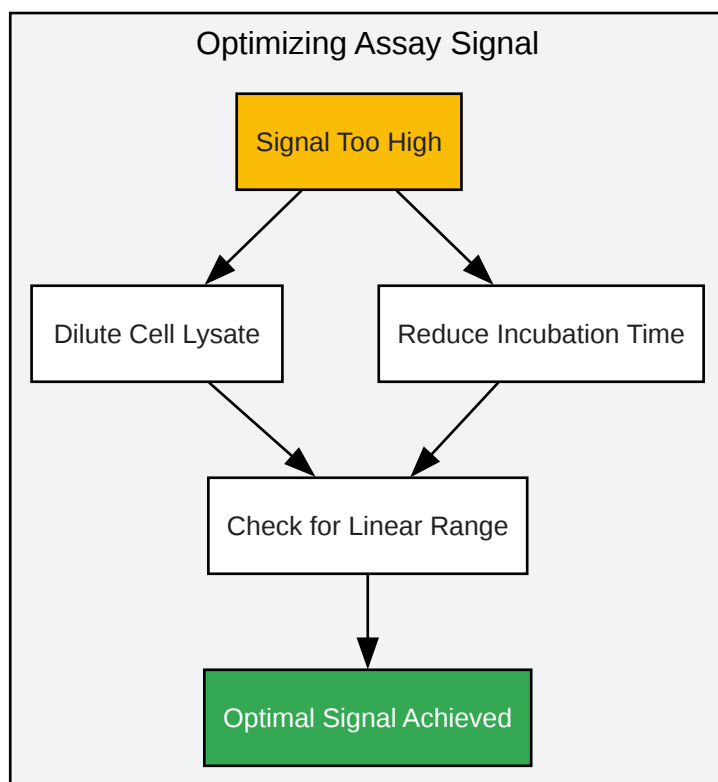 Optimizing Assay Signal
Signal Too High
Dilute Cell Lysate
Reduce Incubation Time
Check for Linear Range
Optimal Signal Achieved